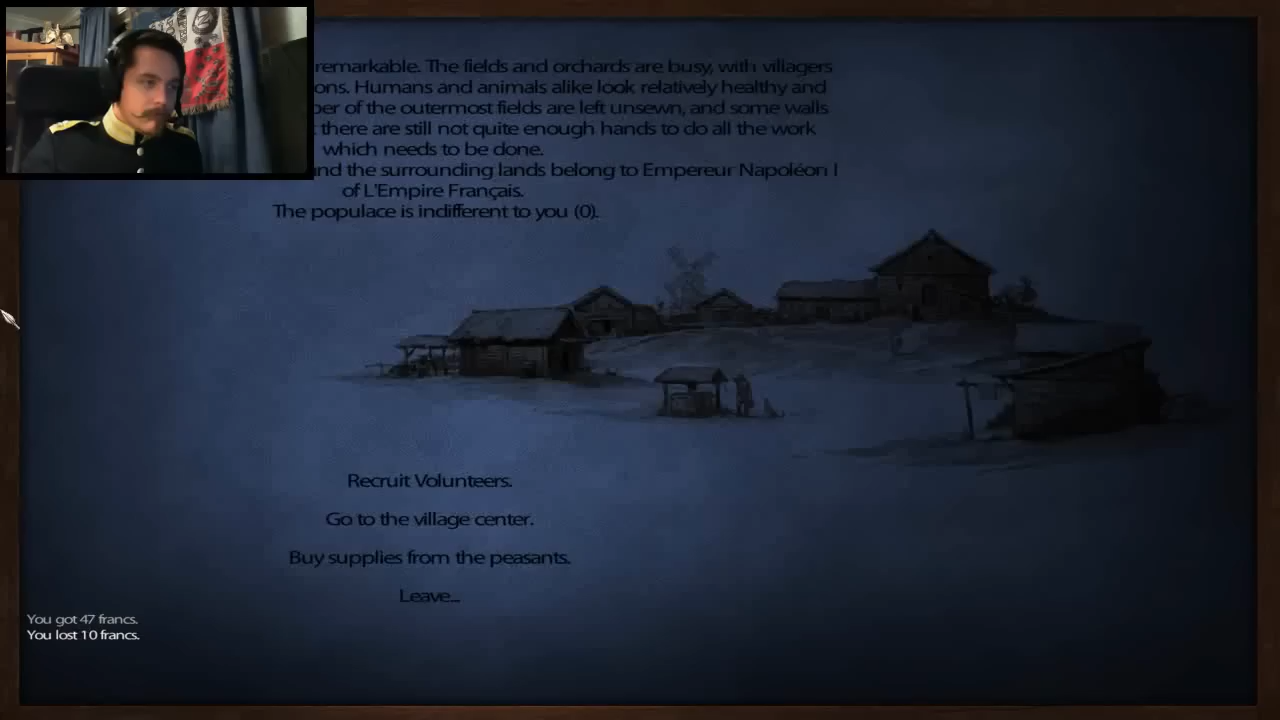 remarkable. The fields and orchards are busy, with villagers
ons. Humans and animals alike look relatively healthy and
ber of the outermost fields are left unsewn, and some walls
there are still not quite enough hands to do all the work
which needs to be done.
and the surrounding lands belong to Empereur Napoléon I
of L'Empire Français.
The populace is indifferent to you (0).
Recruit Volunteers.
Go to the village center.
Buy supplies from the peasants.
Leave...
You got 47 francs.
You lost 10 francs.